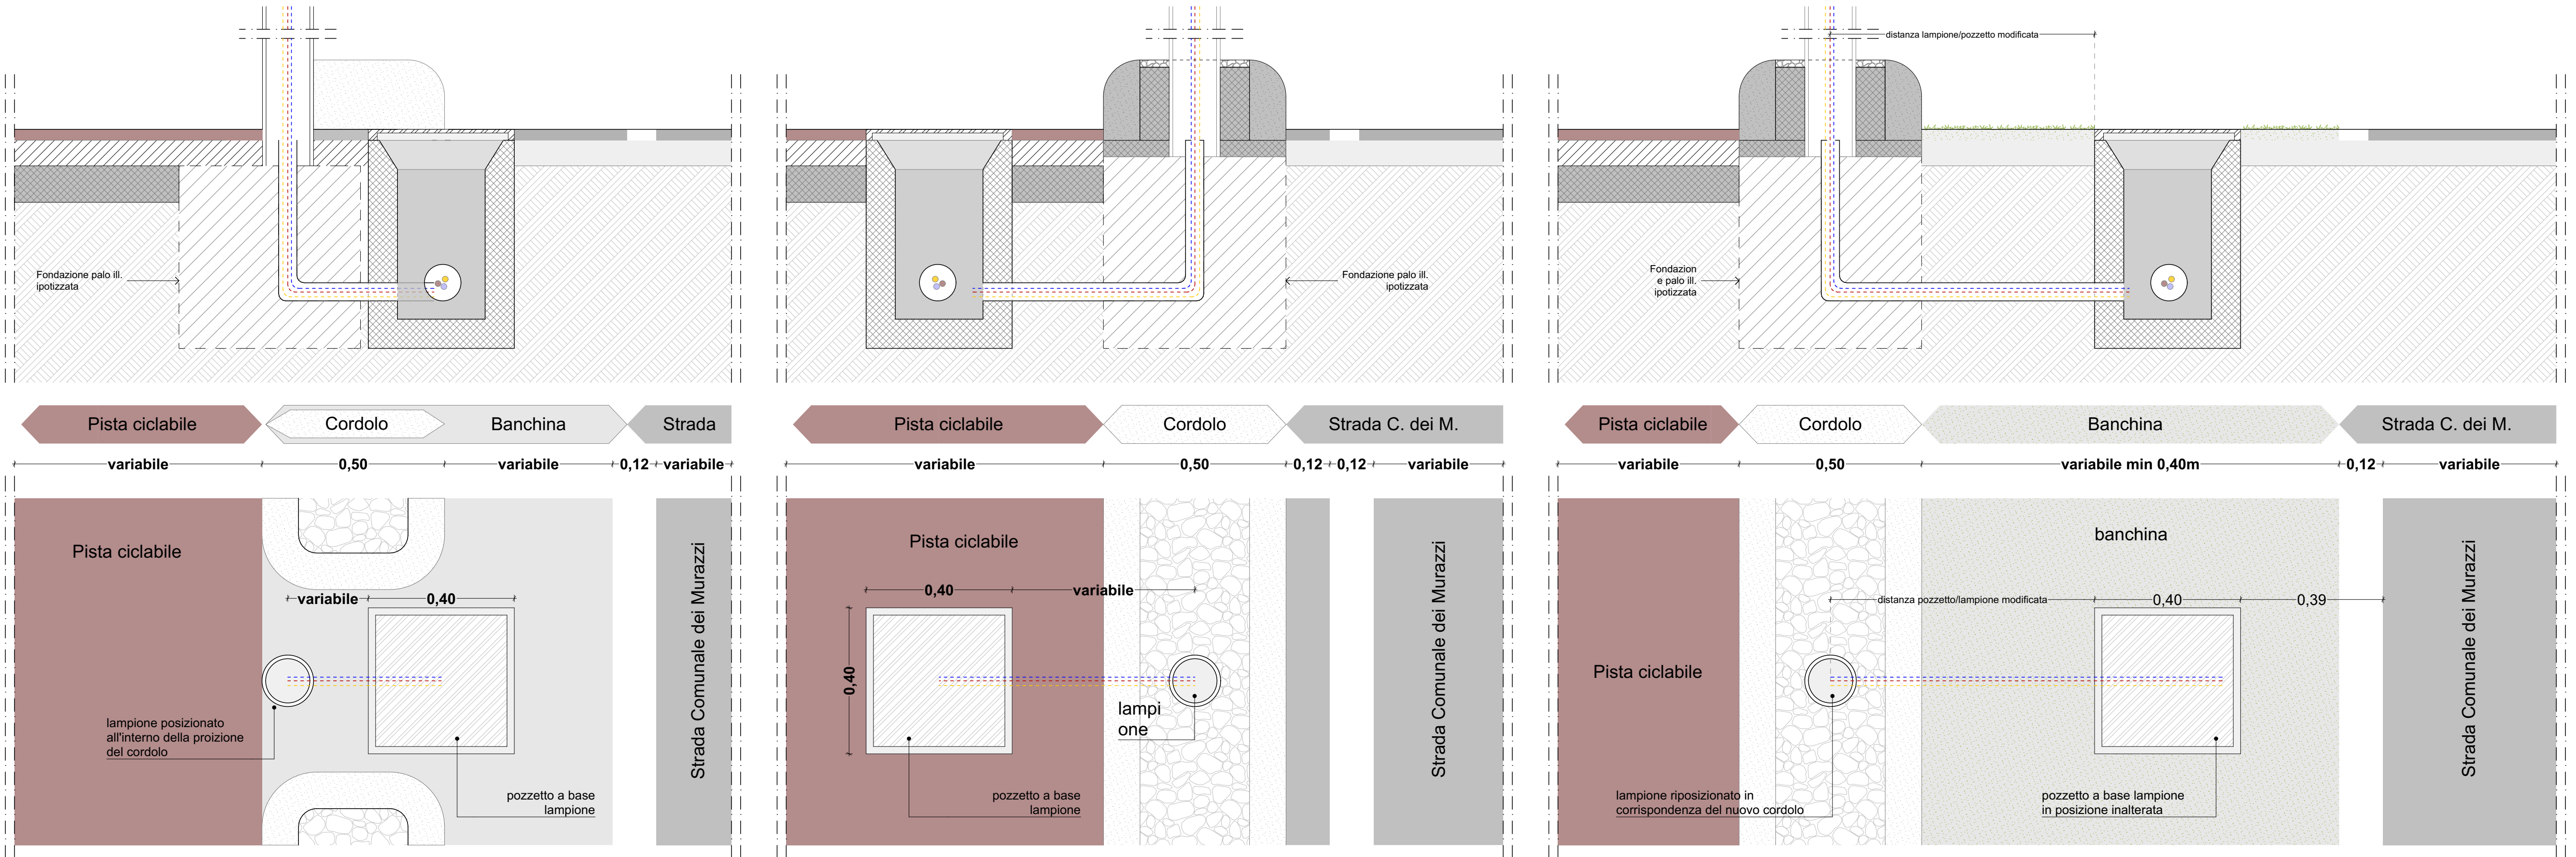 distanza lampione/pozzetto modificata
Fondazione palo ill.
ipotizzata
Fondazione palo ill.
ipotizzata
Fondazion
e palo ill.
ipotizzata
Pista ciclabile
Cordolo
Banchina
Strada
Pista ciclabile
Cordolo
Strada C. dei M.
Pista ciclabile
Cordolo
Banchina
Strada C. dei M.
variabile
0,50
variabile
0,12
variabile
variabile
0,50
0,12
0,12
variabile
variabile
0,50
variabile min 0,40m
0,12
variabile
Pista ciclabile
variabile
0,40
lampione posizionato
all'interno della proizione
del cordolo
pozzetto a base
lampione
Strada Comunale dei Murazzi
Pista ciclabile
0,40
variabile
0,40
lampi
one
pozzetto a base
lampione
Strada Comunale dei Murazzi
banchina
distanza pozzetto/lampione modificata
0,40
0,39
Pista ciclabile
lampione riposizionato in
corrispondenza del nuovo cordolo
pozzetto a base lampione
in posizione inalterata
Strada Comunale dei Murazzi